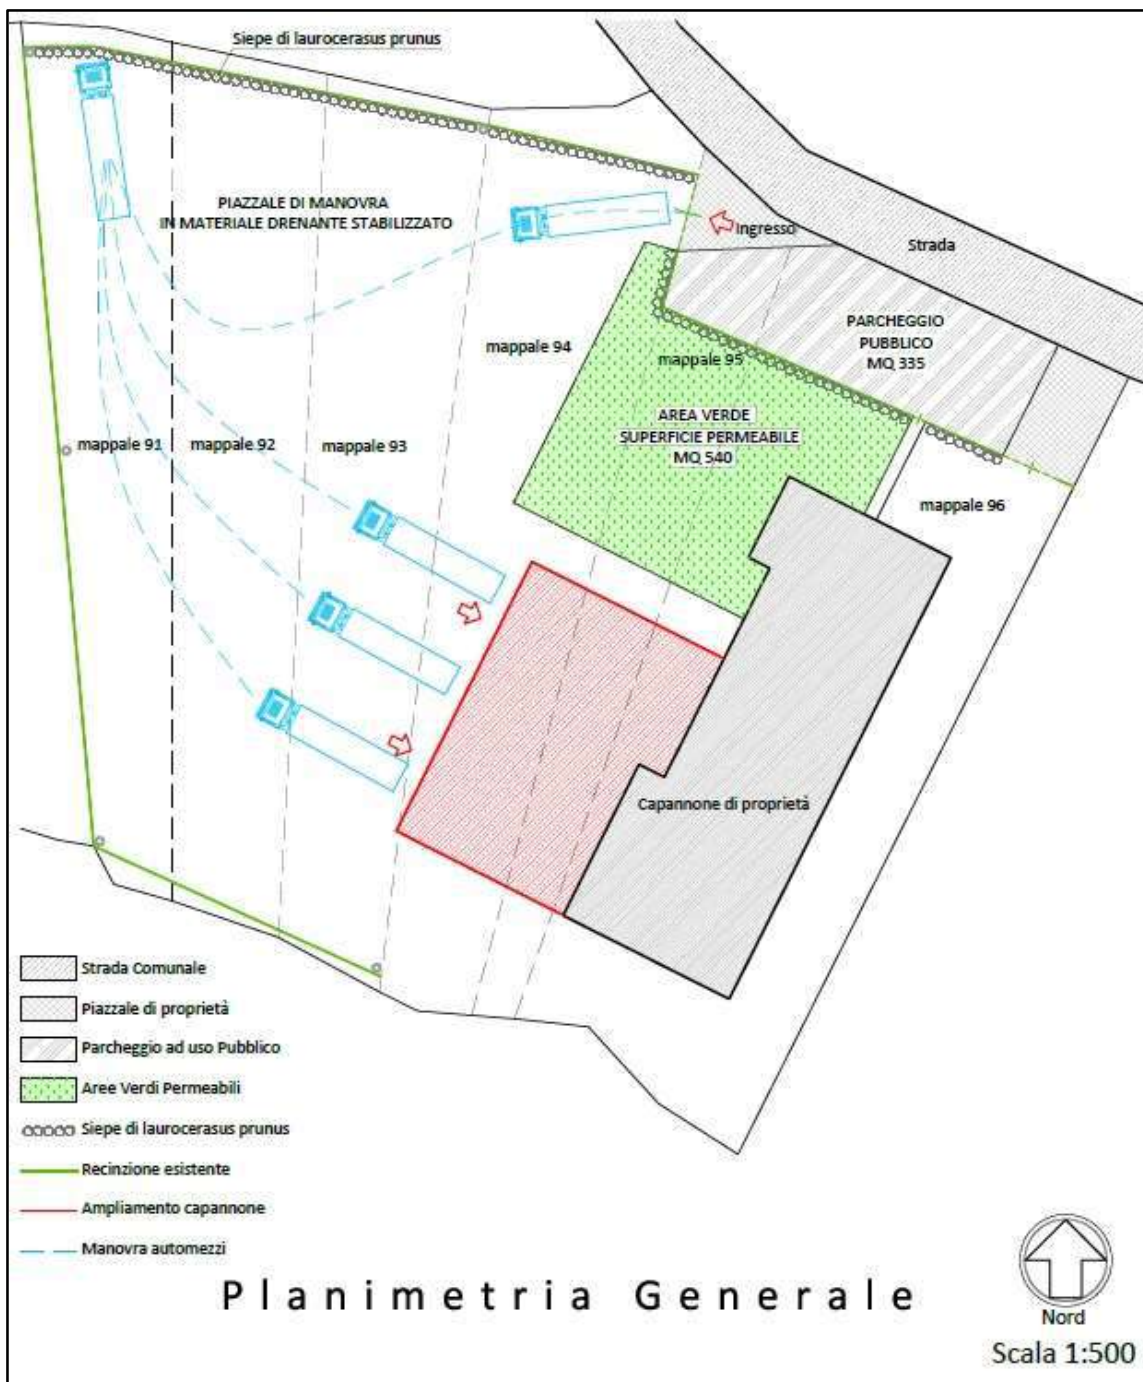 Siepe di laurocerasus prunus
PIAZZALE DI MANOVRA
IN MATERIALE DRENANTE STABILIZZATO
Ingresso
Strada
PARCHEGGIO
PUBBLICO
MQ 335
mappale 94
mappale 95
AREA VERDE
SUPERFICIE PERMEABILE
MQ 540
mappale 91
mappale 92
mappale 93
mappale 96
Capannone di proprietà
Strada Comunale
Piazzale di proprietà
Parcheggio ad uso Pubblico
Aree Verdi Permeabili
Siepe di laurocerasus prunus
Recinzione esistente
Ampliamento capannone
Manovra automezzi
Planimetria Generale
Nord
Scala 1:500